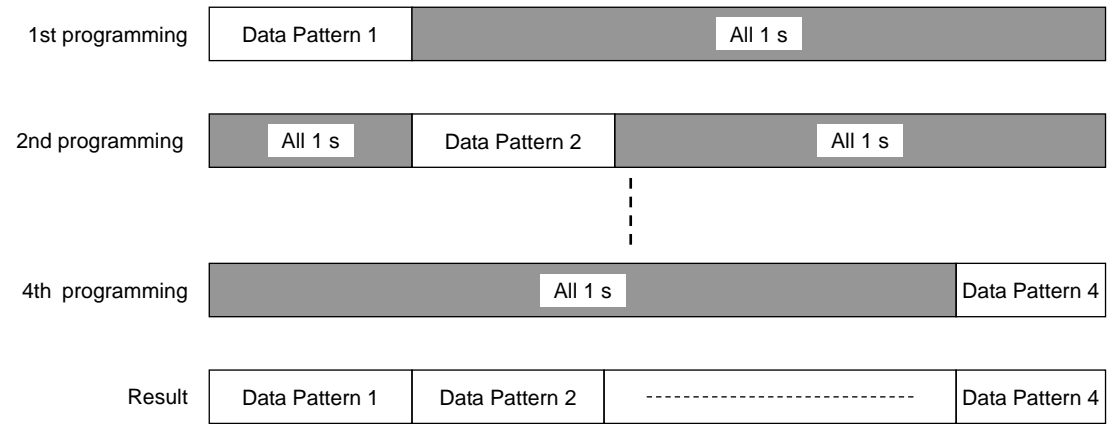 1st programming Data Pattern 1 All 1 s
2nd programming All 1 s Data Pattern 2 All 1 s
4th programming All 1 s Data Pattern 4
Result Data Pattern 1 Data Pattern 2 Data Pattern 4